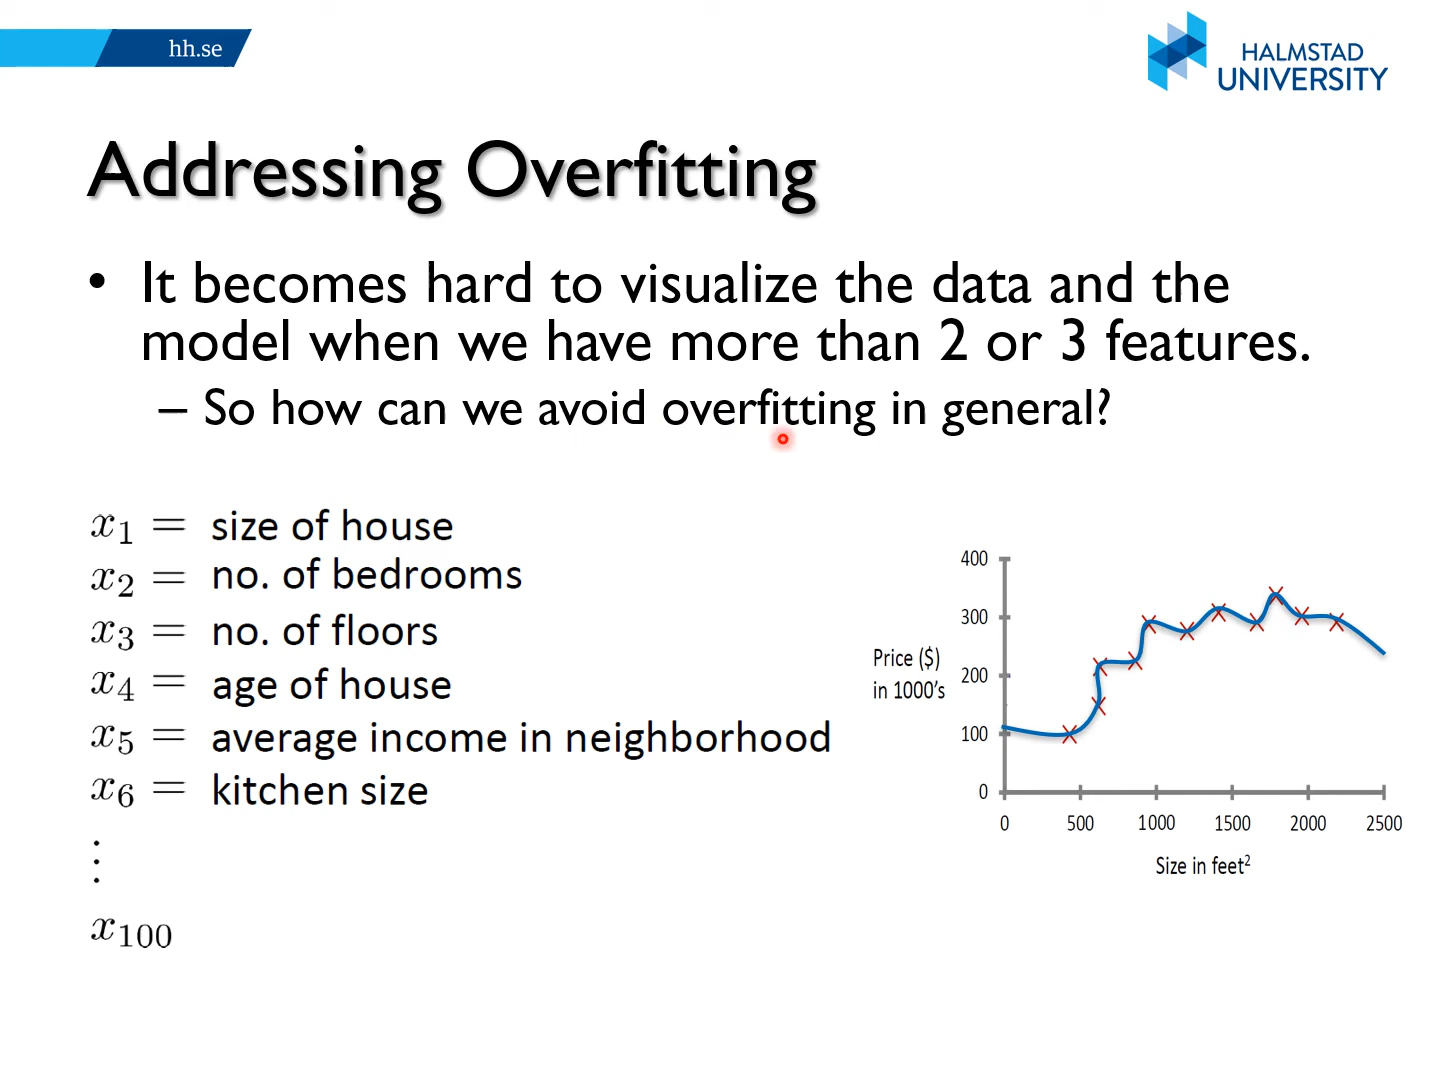 hh.se
HALMSTAD
UNIVERSITY
Addressing Overfitting
• It becomes hard to visualize the data and the
model when we have more than 2 or 3 features.
– So how can we avoid overfitting in general?
x₁ = size of house
x₂ = no. of bedrooms
x₃ = no. of floors
x₄ = age of house
x₅ = average income in neighborhood
x₆ = kitchen size
⋮
x₁₀₀
Price ($)
in 1000's
400
300
200
100
0
0 500 1000 1500 2000 2500
Size in feet²